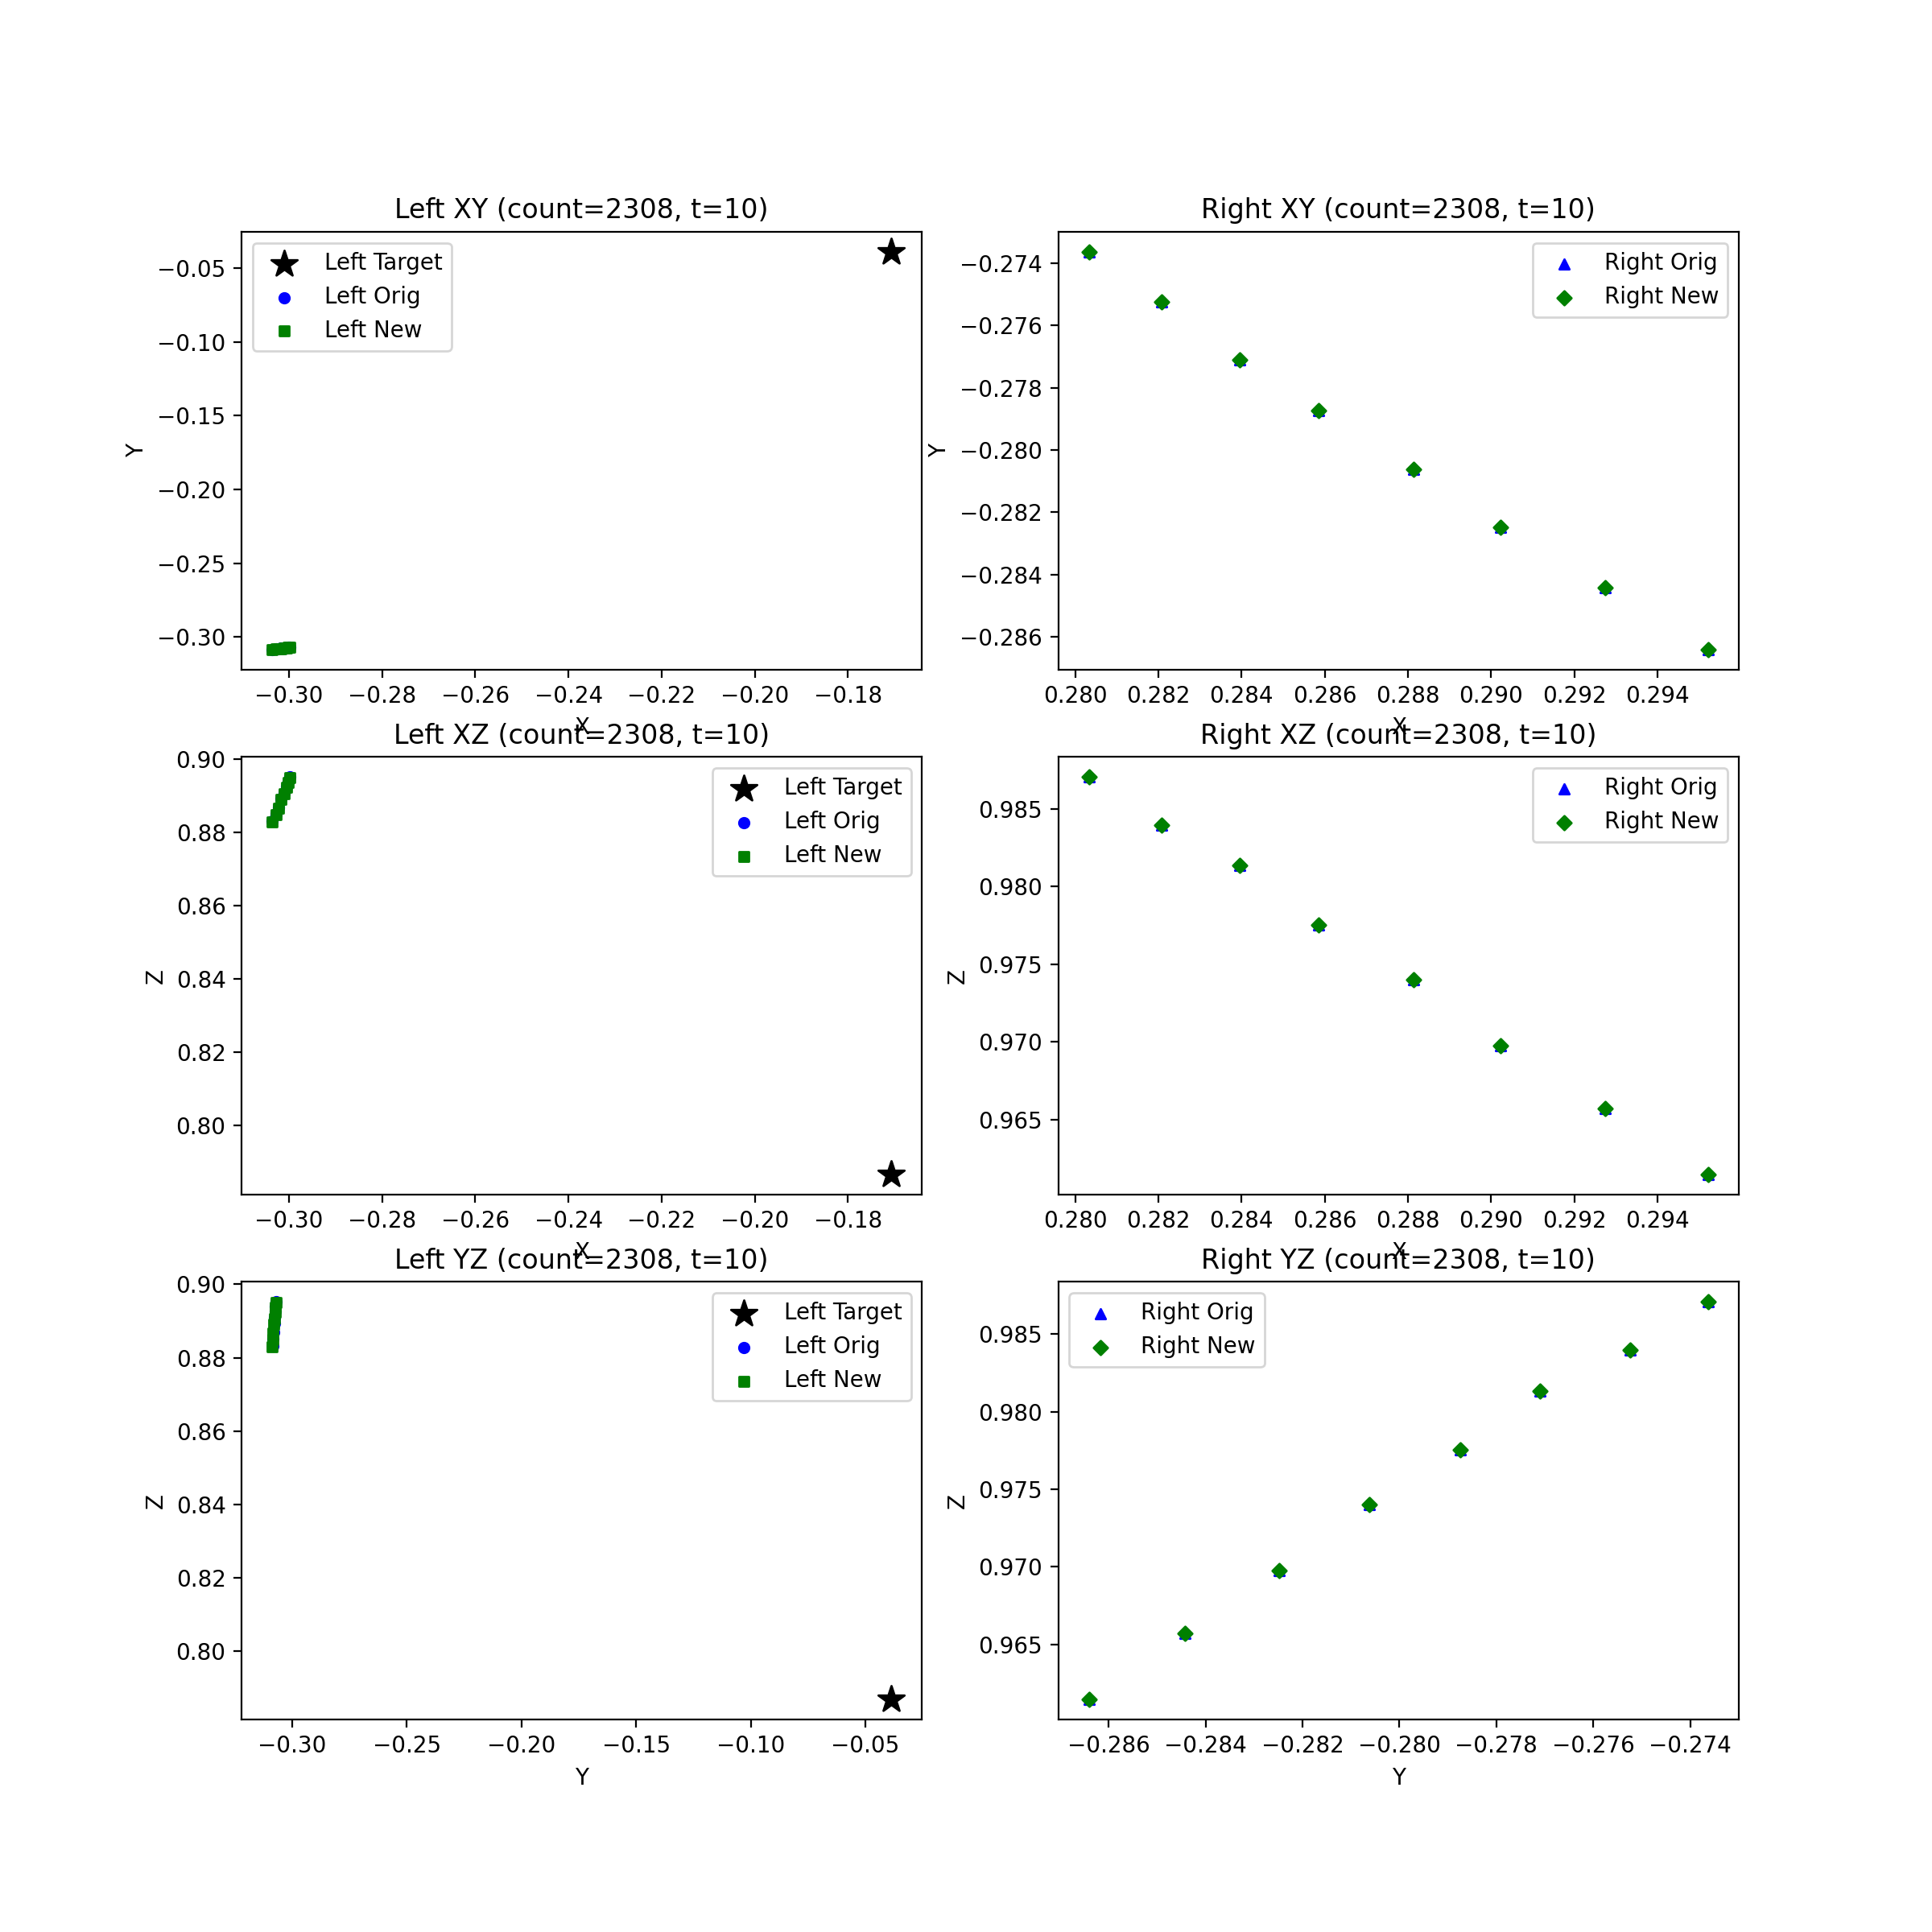 Left XY (count=2308, t=10)
Left Target
Left Orig
Left New
−0.05
−0.10
−0.15
−0.20
−0.25
−0.30
Y
−0.30 −0.28 −0.26 −0.24 −0.22 −0.20 −0.18
X
Right XY (count=2308, t=10)
Right Orig
Right New
−0.274
−0.276
−0.278
−0.280
−0.282
−0.284
−0.286
Y
0.280 0.282 0.284 0.286 0.288 0.290 0.292 0.294
X
Left XZ (count=2308, t=10)
Left Target
Left Orig
Left New
0.90
0.88
0.86
0.84
0.82
0.80
Z
−0.30 −0.28 −0.26 −0.24 −0.22 −0.20 −0.18
X
Right XZ (count=2308, t=10)
Right Orig
Right New
0.985
0.980
0.975
0.970
0.965
Z
0.280 0.282 0.284 0.286 0.288 0.290 0.292 0.294
X
Left YZ (count=2308, t=10)
Left Target
Left Orig
Left New
0.90
0.88
0.86
0.84
0.82
0.80
Z
−0.30 −0.25 −0.20 −0.15 −0.10 −0.05
Y
Right YZ (count=2308, t=10)
Right Orig
Right New
0.985
0.980
0.975
0.970
0.965
Z
−0.286 −0.284 −0.282 −0.280 −0.278 −0.276 −0.274
Y